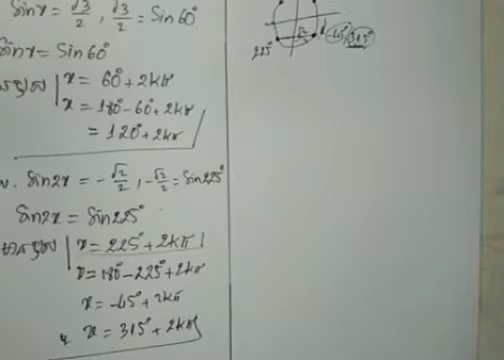 sinx = √3/2 , √3/2 = Sin 60°
Sinx = Sin 60°
x = 60° + 2kπ
x = 180° - 60° + 2kπ
= 120° + 2kπ
Sin2x = -√2/2 , -√2/2 = Sin225°
Sin2x = Sin225°
x = 225° + 2kπ
x = 180° - 225° + 2kπ
x = -45° + 2kπ
x = 315° + 2kπ
225°
-45° 315°